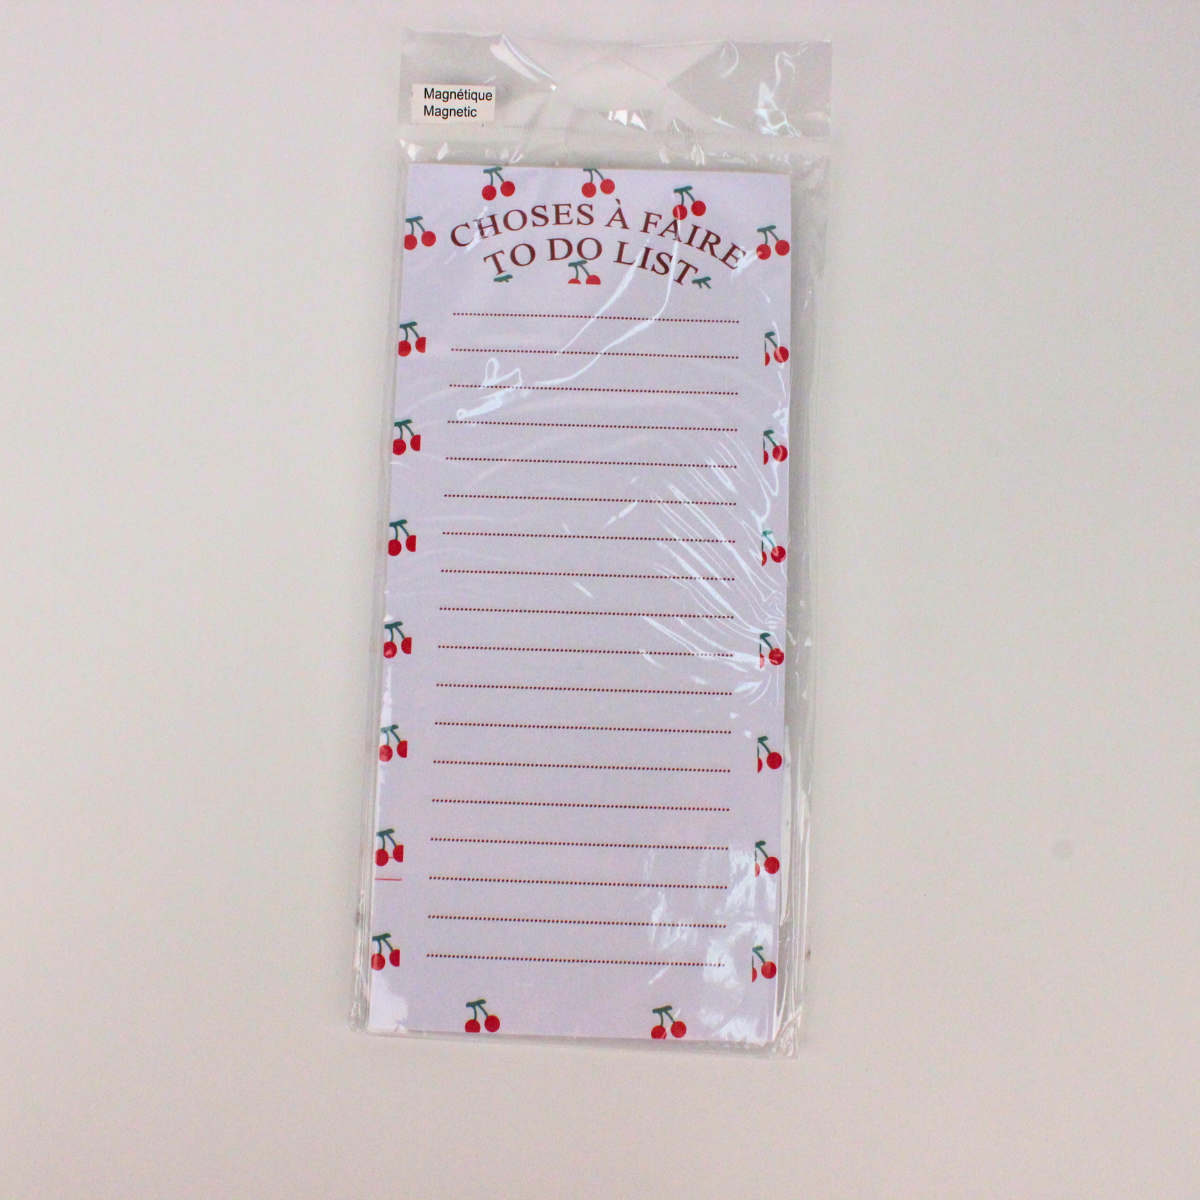 Magnétique
Magnetic
CHOSES À FAIRE
TO DO LIST